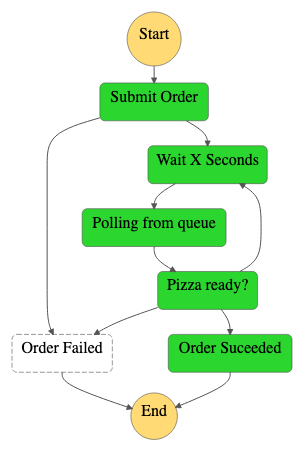 Start
Submit Order
Wait X Seconds
Polling from queue
Pizza ready?
Order Failed
Order Suceeded
End